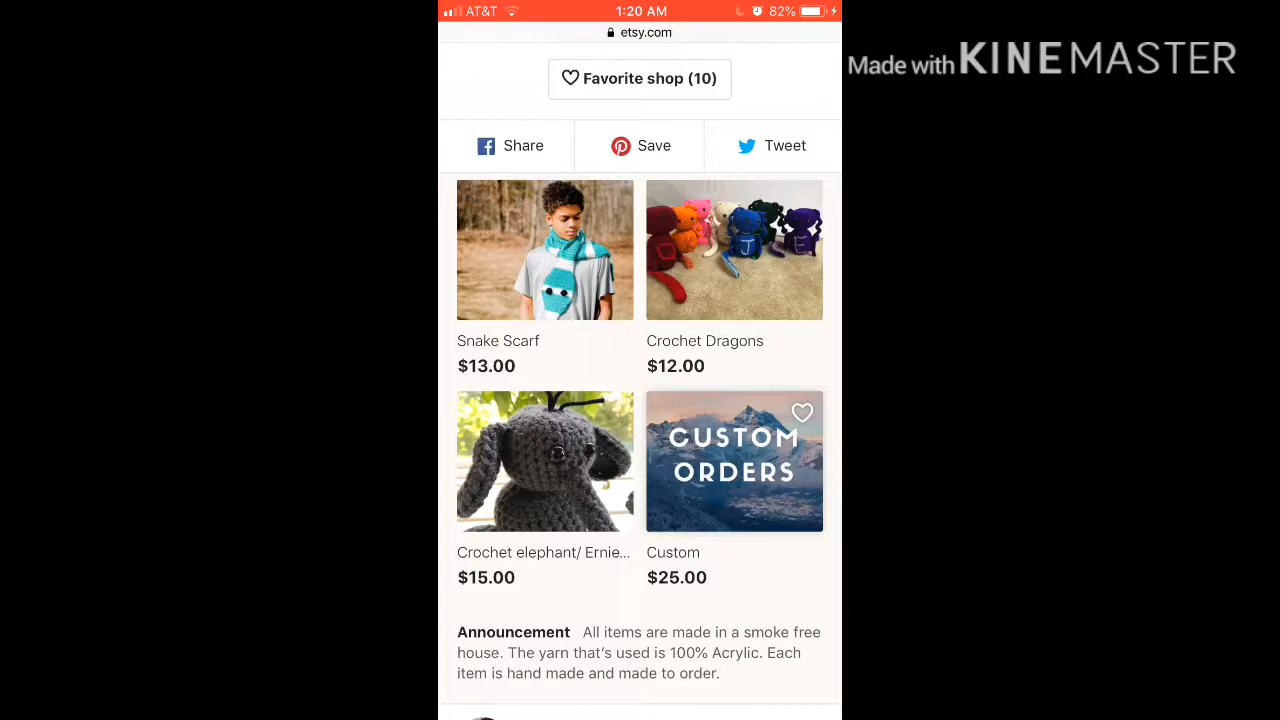 AT&T 1:20 AM 82%
etsy.com
Made with KINEMASTER
Favorite shop (10)
Share Save Tweet
J E
Snake Scarf Crochet Dragons
$13.00 $12.00
CUSTOM
ORDERS
Crochet elephant/ Ernie... Custom
$15.00 $25.00
Announcement All items are made in a smoke free
house. The yarn that's used is 100% Acrylic. Each
item is hand made and made to order.